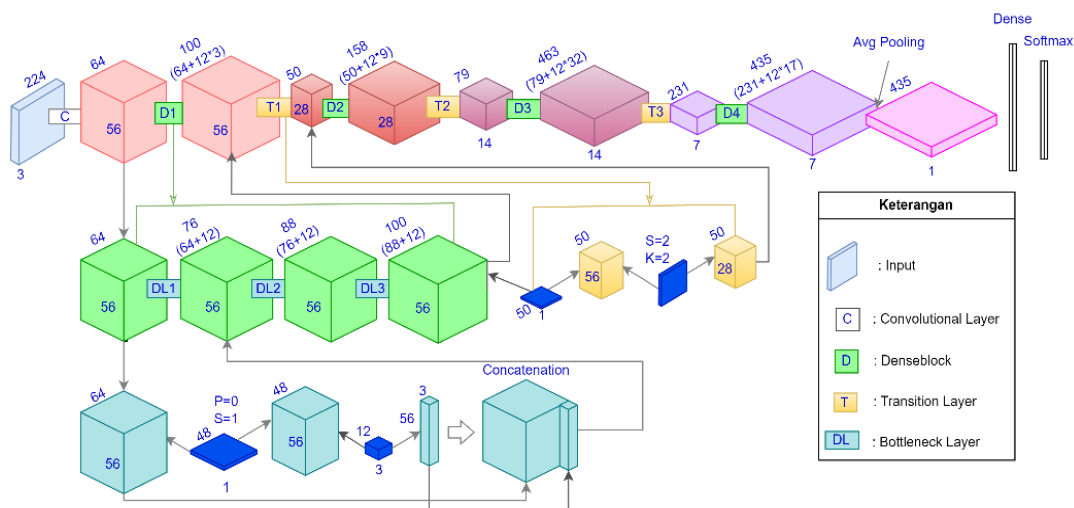 224
C
3
64
56
D1
100
(64+12*3)
56
T1
50
28
D2
158
(50+12*9)
28
T2
79
14
D3
463
(79+12*32)
14
T3
231
7
D4
435
(231+12*17)
7
Avg Pooling
435
1
Dense
Softmax
64
56
DL1
76
(64+12)
56
DL2
88
(76+12)
56
DL3
100
(88+12)
56
50
1
50
56
S=2
K=2
50
28
64
56
P=0
S=1
48
1
48
56
12
3
3
56
Concatenation
Keterangan
: Input
C : Convolutional Layer
D : Denseblock
T : Transition Layer
DL : Bottleneck Layer